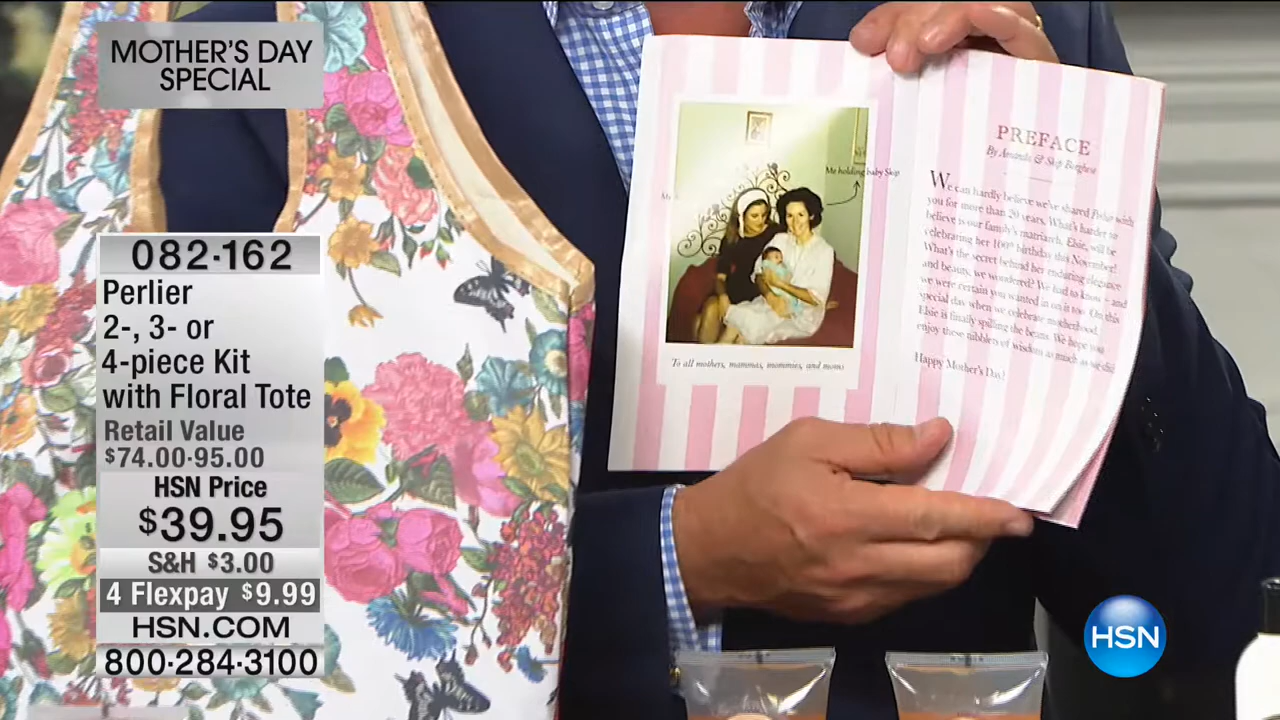 MOTHER'S DAY
SPECIAL
082-162
Perlier
2-, 3- or
4-piece Kit
with Floral Tote
Retail Value
$74.00-95.00
HSN Price
$39.95
S&H $3.00
4 Flexpay $9.99
HSN.COM
800-284-3100
Me holding baby Skip
To all mothers, mammas, mommies, and moms
PREFACE
By Amanda & Skip Borghese
We can hardly believe we've shared Perlier with
you for more than 20 years. What's harder to
believe is our family's matriarch, Elsie, will be
celebrating her 100th birthday this November!
What's the secret behind her enduring elegance
and beauty, we wondered? We had to know – and
we were certain you wanted in on it too. On this
special day when we celebrate motherhood,
Elsie is finally spilling the beans. We hope you
enjoy these nibblets of wisdom as much as we did!
Happy Mother's Day!
HSN